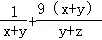 1/(x+y) + 9（x+y）/(y+z)